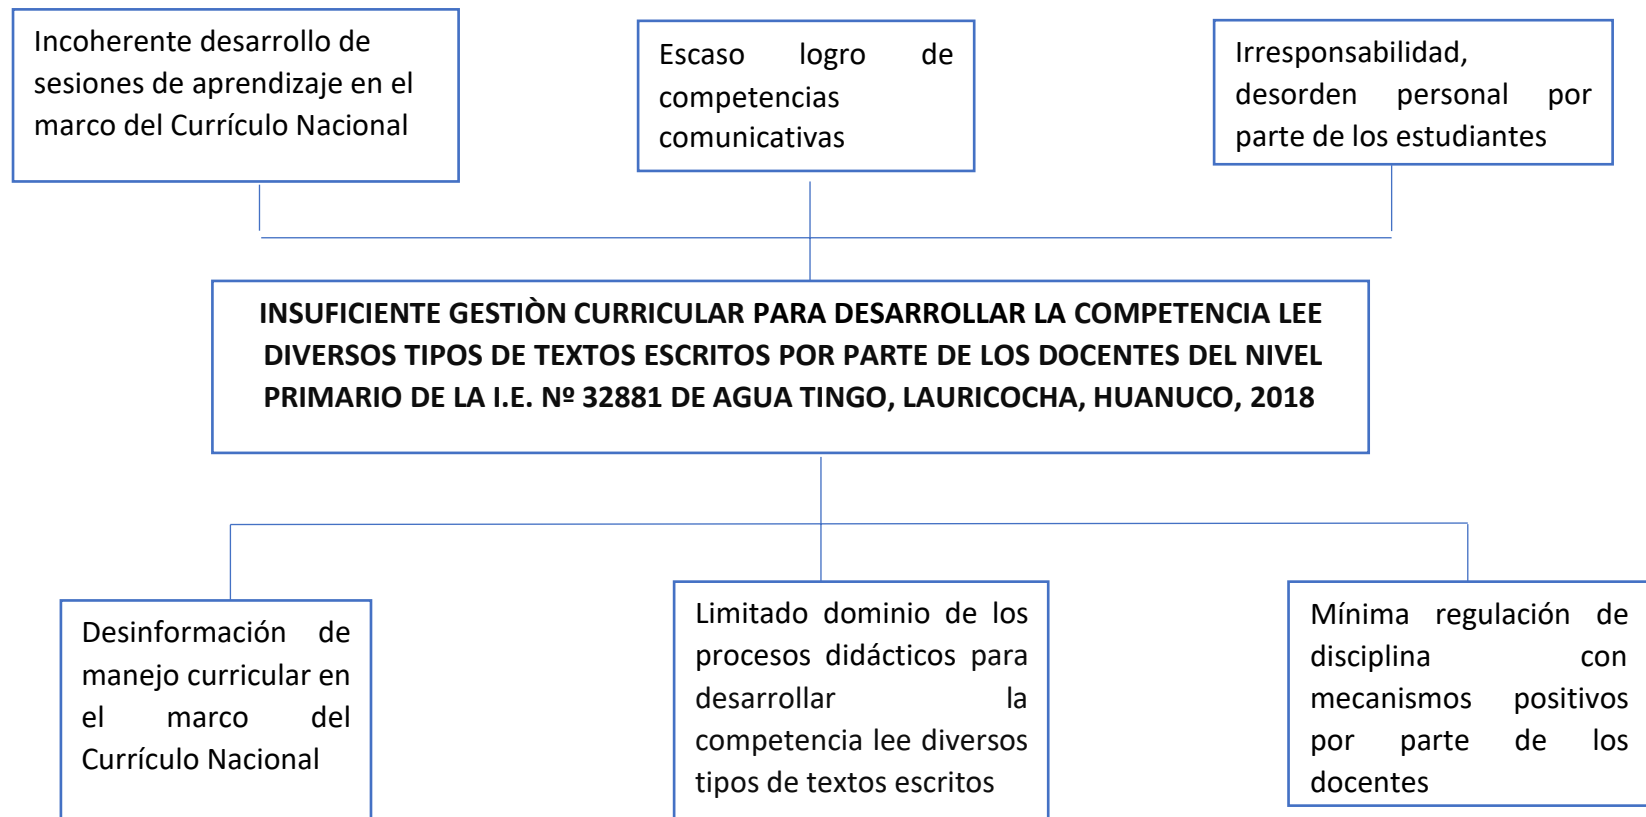 Incoherente desarrollo de
sesiones de aprendizaje en el
marco del Currículo Nacional
Escaso logro de
competencias
comunicativas
Irresponsabilidad,
desorden personal por
parte de los estudiantes
INSUFICIENTE GESTIÒN CURRICULAR PARA DESARROLLAR LA COMPETENCIA LEE
DIVERSOS TIPOS DE TEXTOS ESCRITOS POR PARTE DE LOS DOCENTES DEL NIVEL
PRIMARIO DE LA I.E. Nº 32881 DE AGUA TINGO, LAURICOCHA, HUANUCO, 2018
Desinformación de
manejo curricular en
el marco del
Currículo Nacional
Limitado dominio de los
procesos didácticos para
desarrollar la
competencia lee diversos
tipos de textos escritos
Mínima regulación de
disciplina con
mecanismos positivos
por parte de los
docentes